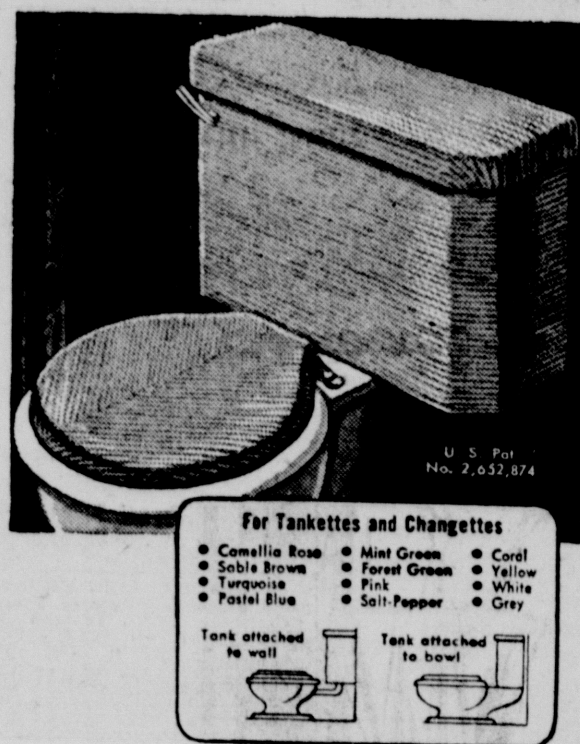 U. S. Pat
No. 2,652,874
For Tankettes and Changettes
● Camellia Rose ● Mint Green ● Coral
● Sable Brown ● Forest Green ● Yellow
● Turquoise ● Pink ● White
● Pastel Blue ● Salt-Pepper ● Grey
Tank attached
to wall
Tank attached
to bowl